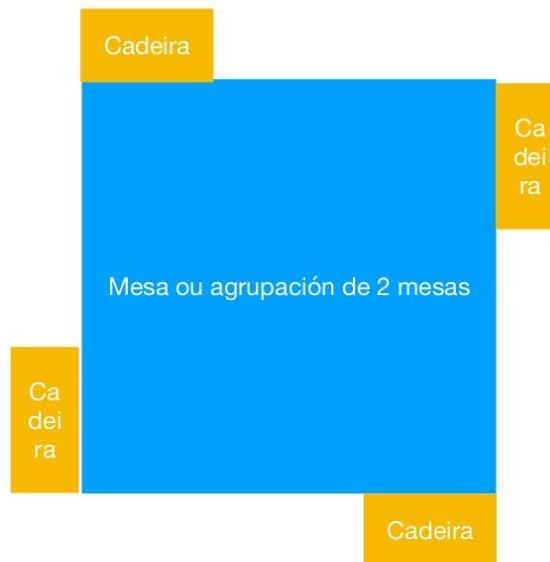 Cadeira
Ca
dei
ra
Mesa ou agrupación de 2 mesas
Ca
dei
ra
Cadeira